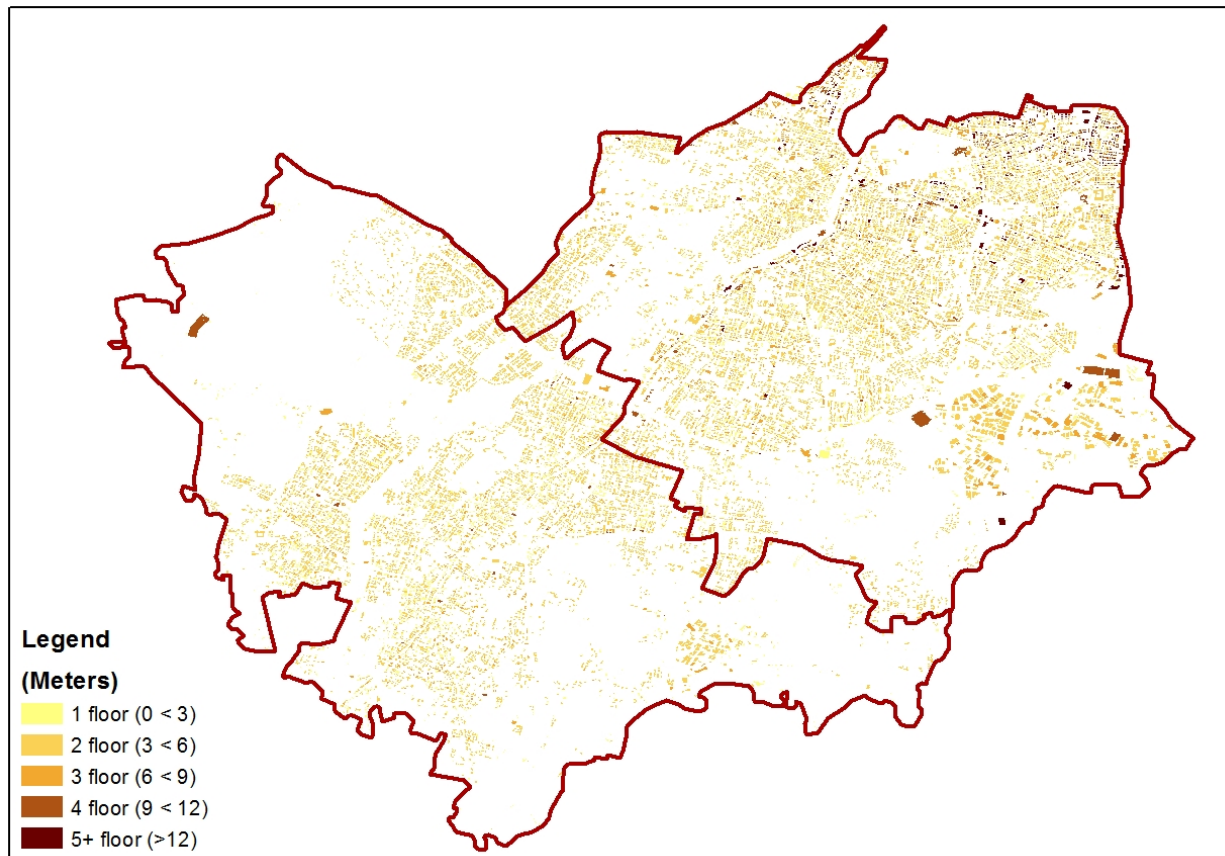 Legend
(Meters)
1 floor (0 < 3)
2 floor (3 < 6)
3 floor (6 < 9)
4 floor (9 < 12)
5+ floor (>12)